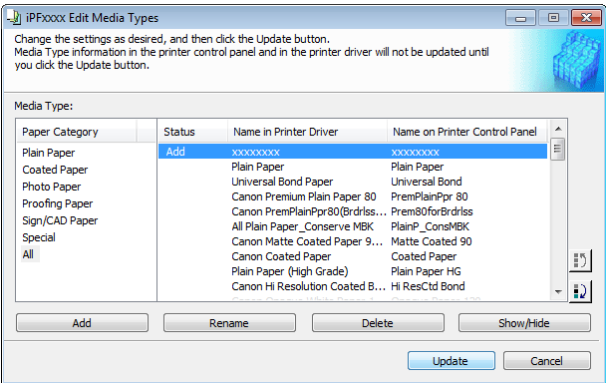 iPFxxxx Edit Media Types
Change the settings as desired, and then click the Update button.
Media Type information in the printer control panel and in the printer driver will not be updated until
you click the Update button.
Media Type:
Paper Category
Plain Paper
Coated Paper
Photo Paper
Proofing Paper
Sign/CAD Paper
Special
All
Status Name in Printer Driver Name on Printer Control Panel
Add xxxxxxxx xxxxxxxx
Plain Paper Plain Paper
Universal Bond Paper Universal Bond
Canon Premium Plain Paper 80 PremPlainPpr 80
Canon PremPlainPpr80(Brdrlss... Prem80forBrdrlss
All Plain Paper_Conserve MBK PlainP_ConsMBK
Canon Matte Coated Paper 9... Matte Coated 90
Canon Coated Paper Coated Paper
Plain Paper (High Grade) Plain Paper HG
Canon Hi Resolution Coated B... Hi ResCtd Bond
Add Rename Delete Show/Hide
Update Cancel